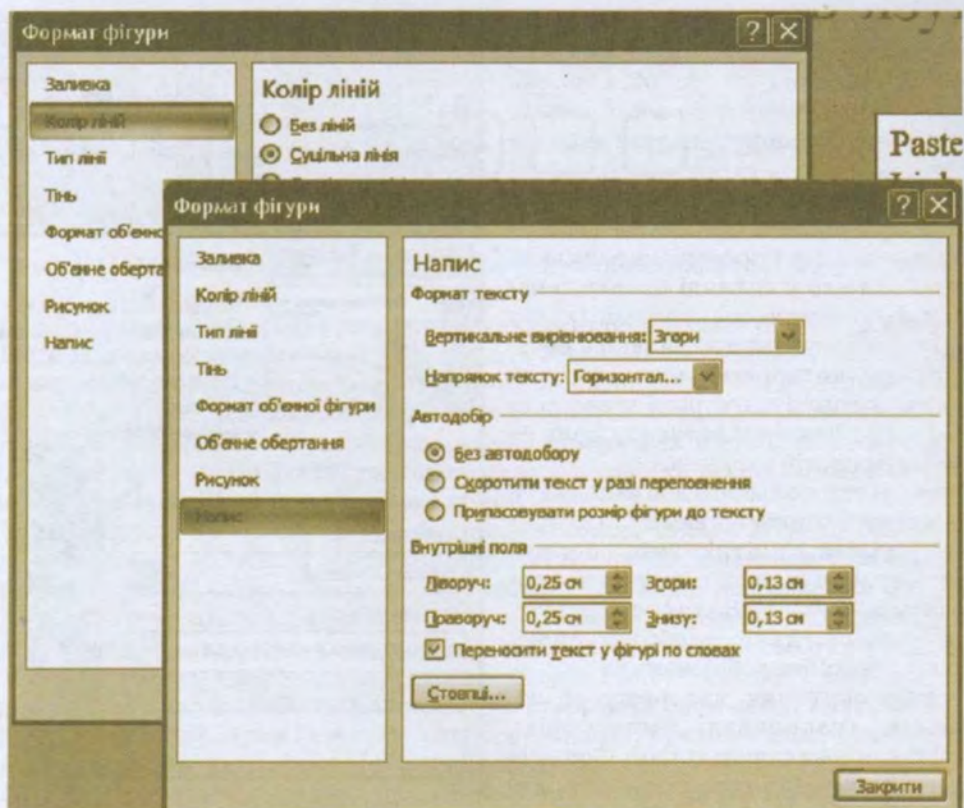 Формат фігури
Заливка
Колір ліній
Тип лінії
Тінь
Формат об'ємно
Об'ємне оберта
Рисунок
Напис
Колір ліній
Без ліній
Суцільна лінія
Paste
Формат фігури
Заливка
Колір ліній
Тип лінії
Тінь
Формат об'ємної фігури
Об'ємне обертання
Рисунок
Напис
Напис
Формат тексту
Вертикальне вирівнювання: Згори
Напрямок тексту: Горизонтал...
Автодобір
Без автодобору
Скоротити текст у разі переповнення
Припасовувати розмір фігури до тексту
Внутрішні поля
Ліворуч: 0,25 см Згори: 0,13 см
Праворуч: 0,25 см Знизу: 0,13 см
Переносити текст у фігурі по словах
Стовпці...
Закрити